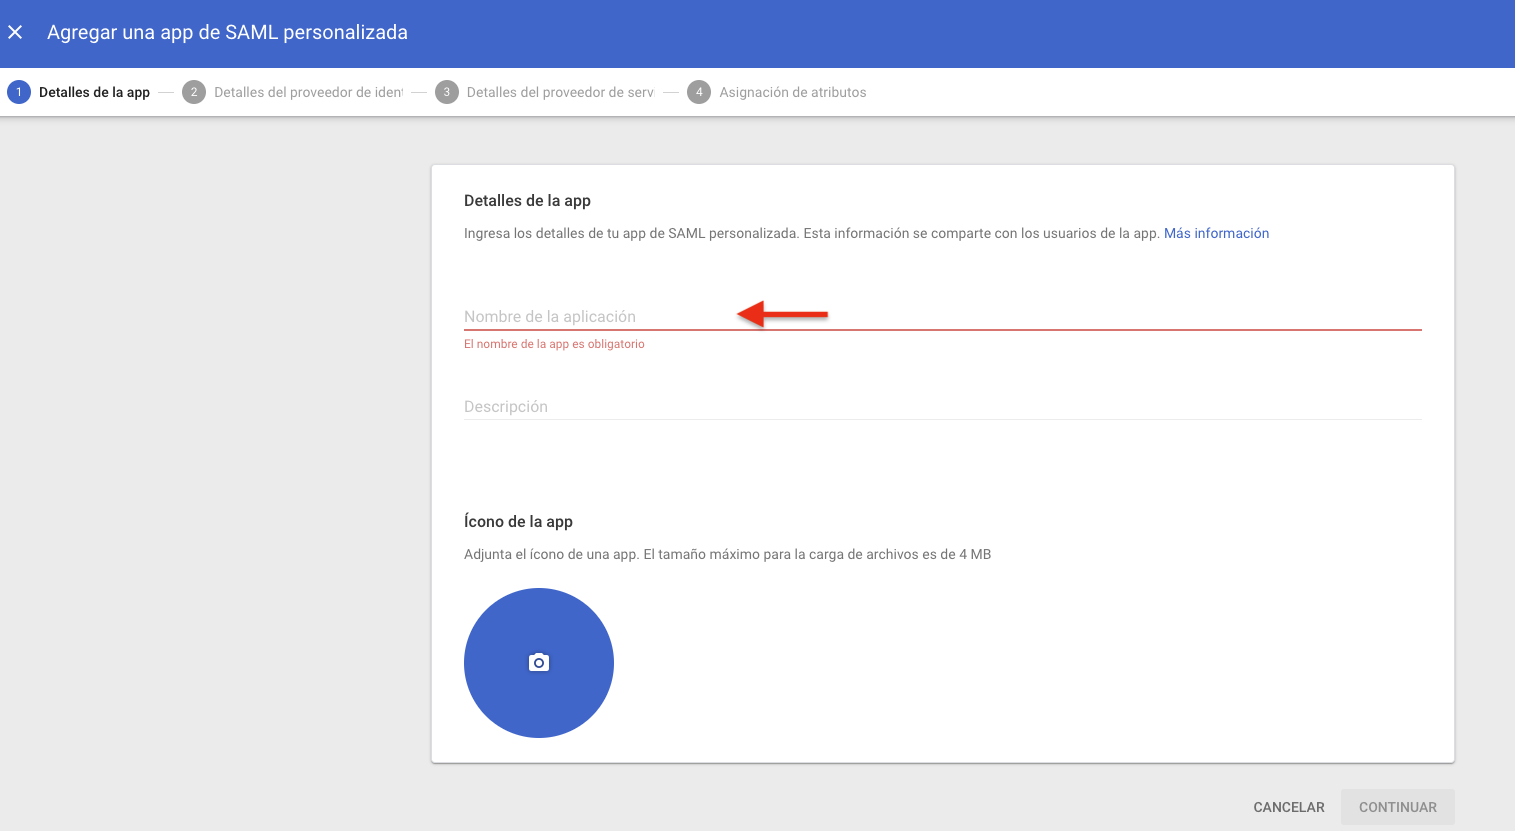 Agregar una app de SAML personalizada
1 Detalles de la app
2 Detalles del proveedor de iden
3 Detalles del proveedor de serv
4 Asignación de atributos
Detalles de la app
Ingresa los detalles de tu app de SAML personalizada. Esta información se comparte con los usuarios de la app. Más información
Nombre de la aplicación
El nombre de la app es obligatorio
Descripción
Ícono de la app
Adjunta el ícono de una app. El tamaño máximo para la carga de archivos es de 4 MB
CANCELAR CONTINUAR